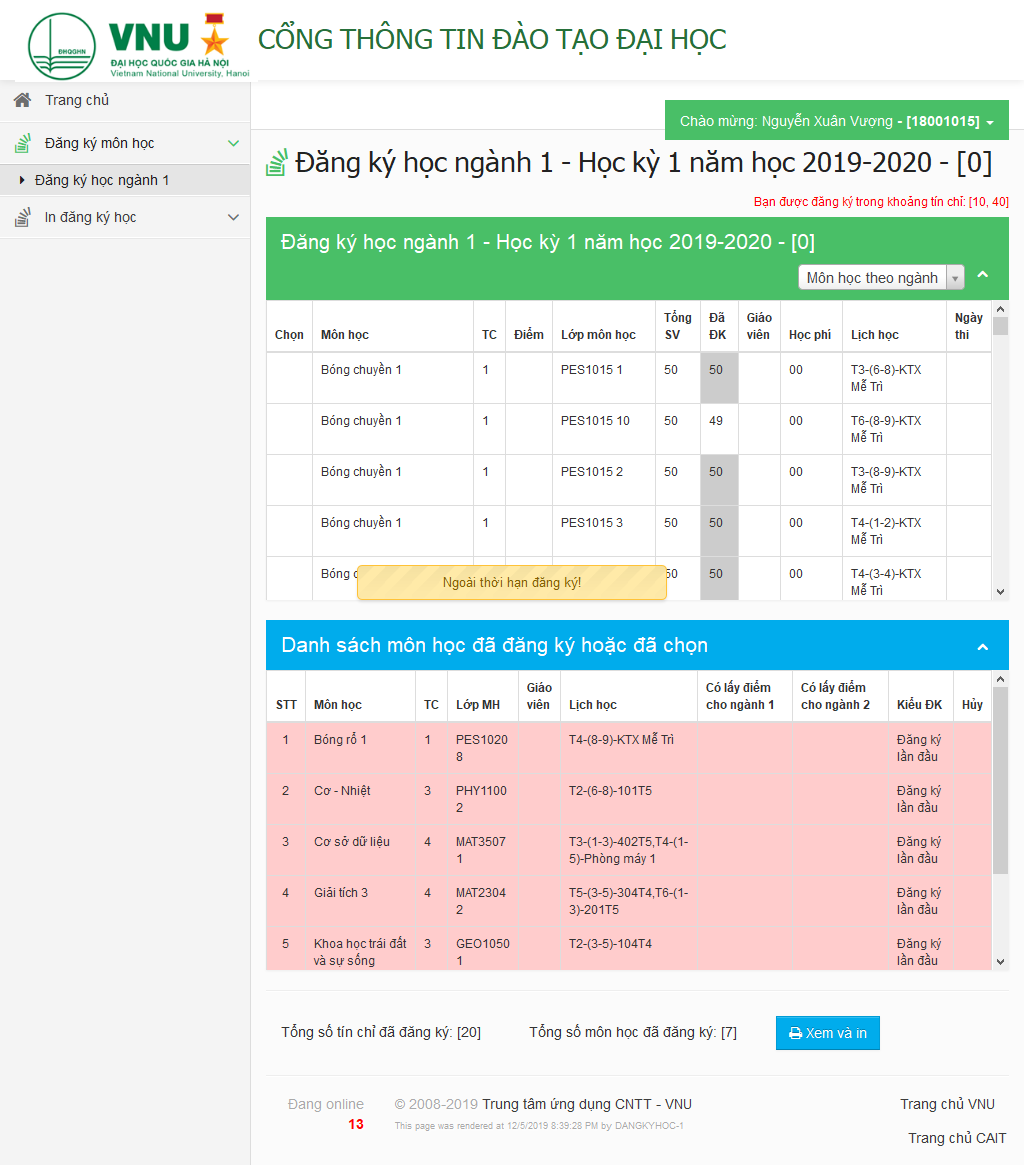 ĐHQGHN
VNU
ĐẠI HỌC QUỐC GIA HÀ NỘI
Vietnam National University, Hanoi
CỔNG THÔNG TIN ĐÀO TẠO ĐẠI HỌC
Trang chủ
Đăng ký môn học
Đăng ký học ngành 1
In đăng ký học
Chào mừng: Nguyễn Xuân Vượng - [18001015]
Đăng ký học ngành 1 - Học kỳ 1 năm học 2019-2020 - [0]
Bạn được đăng ký trong khoảng tín chỉ: [10, 40]
Đăng ký học ngành 1 - Học kỳ 1 năm học 2019-2020 - [0]
Môn học theo ngành
Chọn Môn học TC Điểm Lớp môn học Tổng SV Đã ĐK Giáo viên Học phí Lịch học Ngày thi
Bóng chuyền 1 1 PES1015 1 50 50 00 T3-(6-8)-KTX
Mễ Trì
Bóng chuyền 1 1 PES1015 10 50 49 00 T6-(8-9)-KTX
Mễ Trì
Bóng chuyền 1 1 PES1015 2 50 50 00 T3-(8-9)-KTX
Mễ Trì
Bóng chuyền 1 1 PES1015 3 50 50 00 T4-(1-2)-KTX
Mễ Trì
Bóng 50 50 00 T4-(3-4)-KTX
Mễ Trì
Ngoài thời hạn đăng ký!
Danh sách môn học đã đăng ký hoặc đã chọn
STT Môn học TC Lớp MH Giáo viên Lịch học Có lấy điểm cho ngành 1 Có lấy điểm cho ngành 2 Kiểu ĐK Hủy
1 Bóng rổ 1 1 PES1020 T4-(8-9)-KTX Mễ Trì Đăng ký
8 lần đầu
2 Cơ - Nhiệt 3 PHY1100 T2-(6-8)-101T5 Đăng ký
2 lần đầu
3 Cơ sở dữ liệu 4 MAT3507 T3-(1-3)-402T5,T4-(1- Đăng ký
1 5)-Phòng máy 1 lần đầu
4 Giải tích 3 4 MAT2304 T5-(3-5)-304T4,T6-(1- Đăng ký
2 3)-201T5 lần đầu
5 Khoa học trái đất 3 GEO1050 T2-(3-5)-104T4 Đăng ký
và sự sống 1 lần đầu
Tổng số tín chỉ đã đăng ký: [20] Tổng số môn học đã đăng ký: [7] Xem và in
Đang online
13
© 2008-2019 Trung tâm ứng dụng CNTT - VNU
This page was rendered at 12/5/2019 8:39:28 PM by DANGKYHOC-1
Trang chủ VNU
Trang chủ CAIT